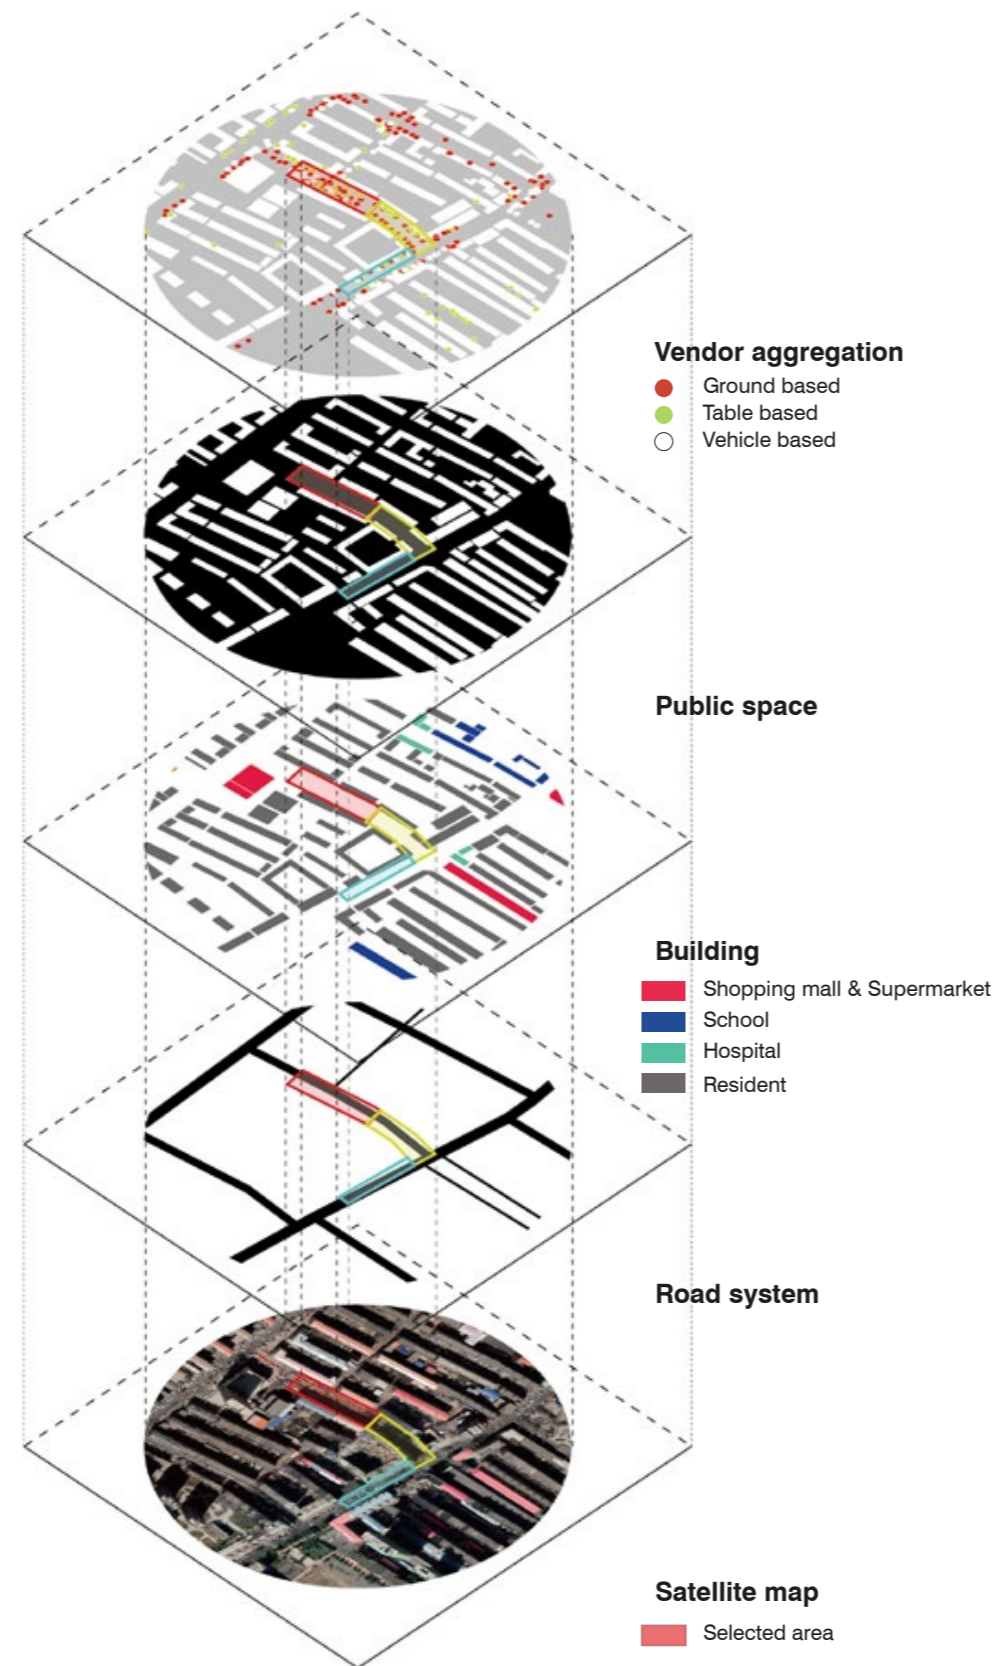 Vendor aggregation
Ground based
Table based
Vehicle based
Public space
Building
Shopping mall & Supermarket
School
Hospital
Resident
Road system
Satellite map
Selected area